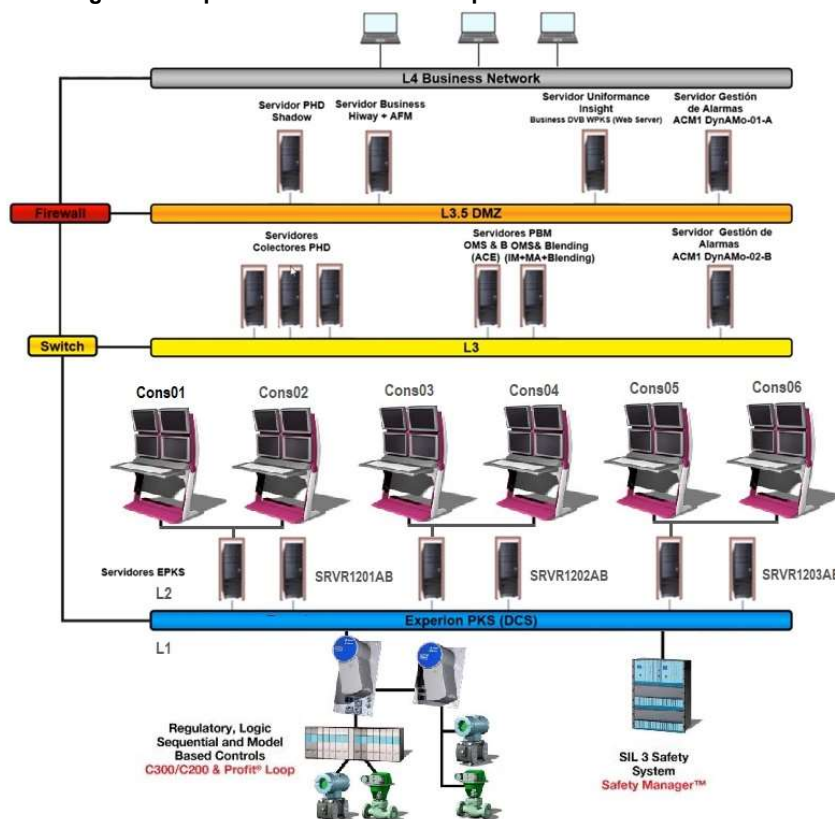 L4 Business Network
Servidor PHD
Shadow
Servidor Business
Hiway + AFM
Servidor Uniformance
Insight
Business DVB WPKS (Web Server)
Servidor Gestión
de Alarmas
ACM1 DynAMo-01-A
Firewall
L3.5 DMZ
Servidores
Colectores PHD
Servidores PBM
OMS & B OMS& Blending
(ACE) (IM+MA+Blending)
Servidor Gestión de
Alarmas
ACM1 DynAMo-02-B
Switch
L3
Cons01
Cons02
Cons03
Cons04
Cons05
Cons06
Servidores EPKS
SRVR1201AB
SRVR1202AB
SRVR1203AB
L2
Experion PKS (DCS)
L1
Regulatory, Logic
Sequential and Model
Based Controls
C300/C200 & Profit® Loop
SIL 3 Safety
System
Safety Manager™